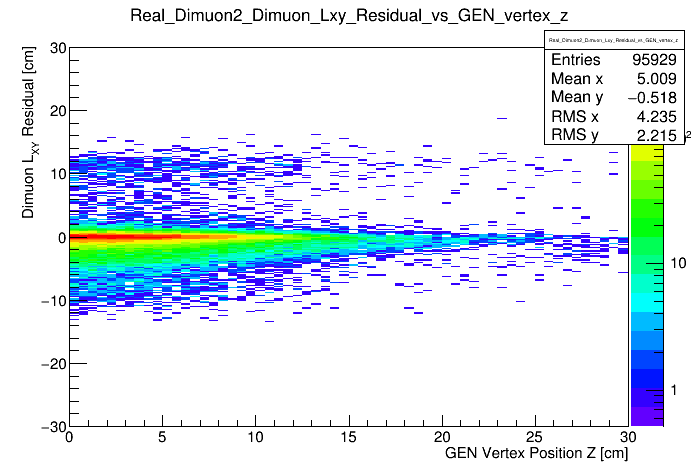 Real_Dimuon2_Dimuon_Lxy_Residual_vs_GEN_vertex_z
Real_Dimuon2_Dimuon_Lxy_Residual_vs_GEN_vertex_z
Entries 95929
Mean x 5.009
Mean y −0.518
RMS x 4.235
RMS y 2.215
2
Dimuon LXY Residual [cm]
30
20
10
0
−10
−20
−30
10
1
0 5 10 15 20 25 30
GEN Vertex Position Z [cm]